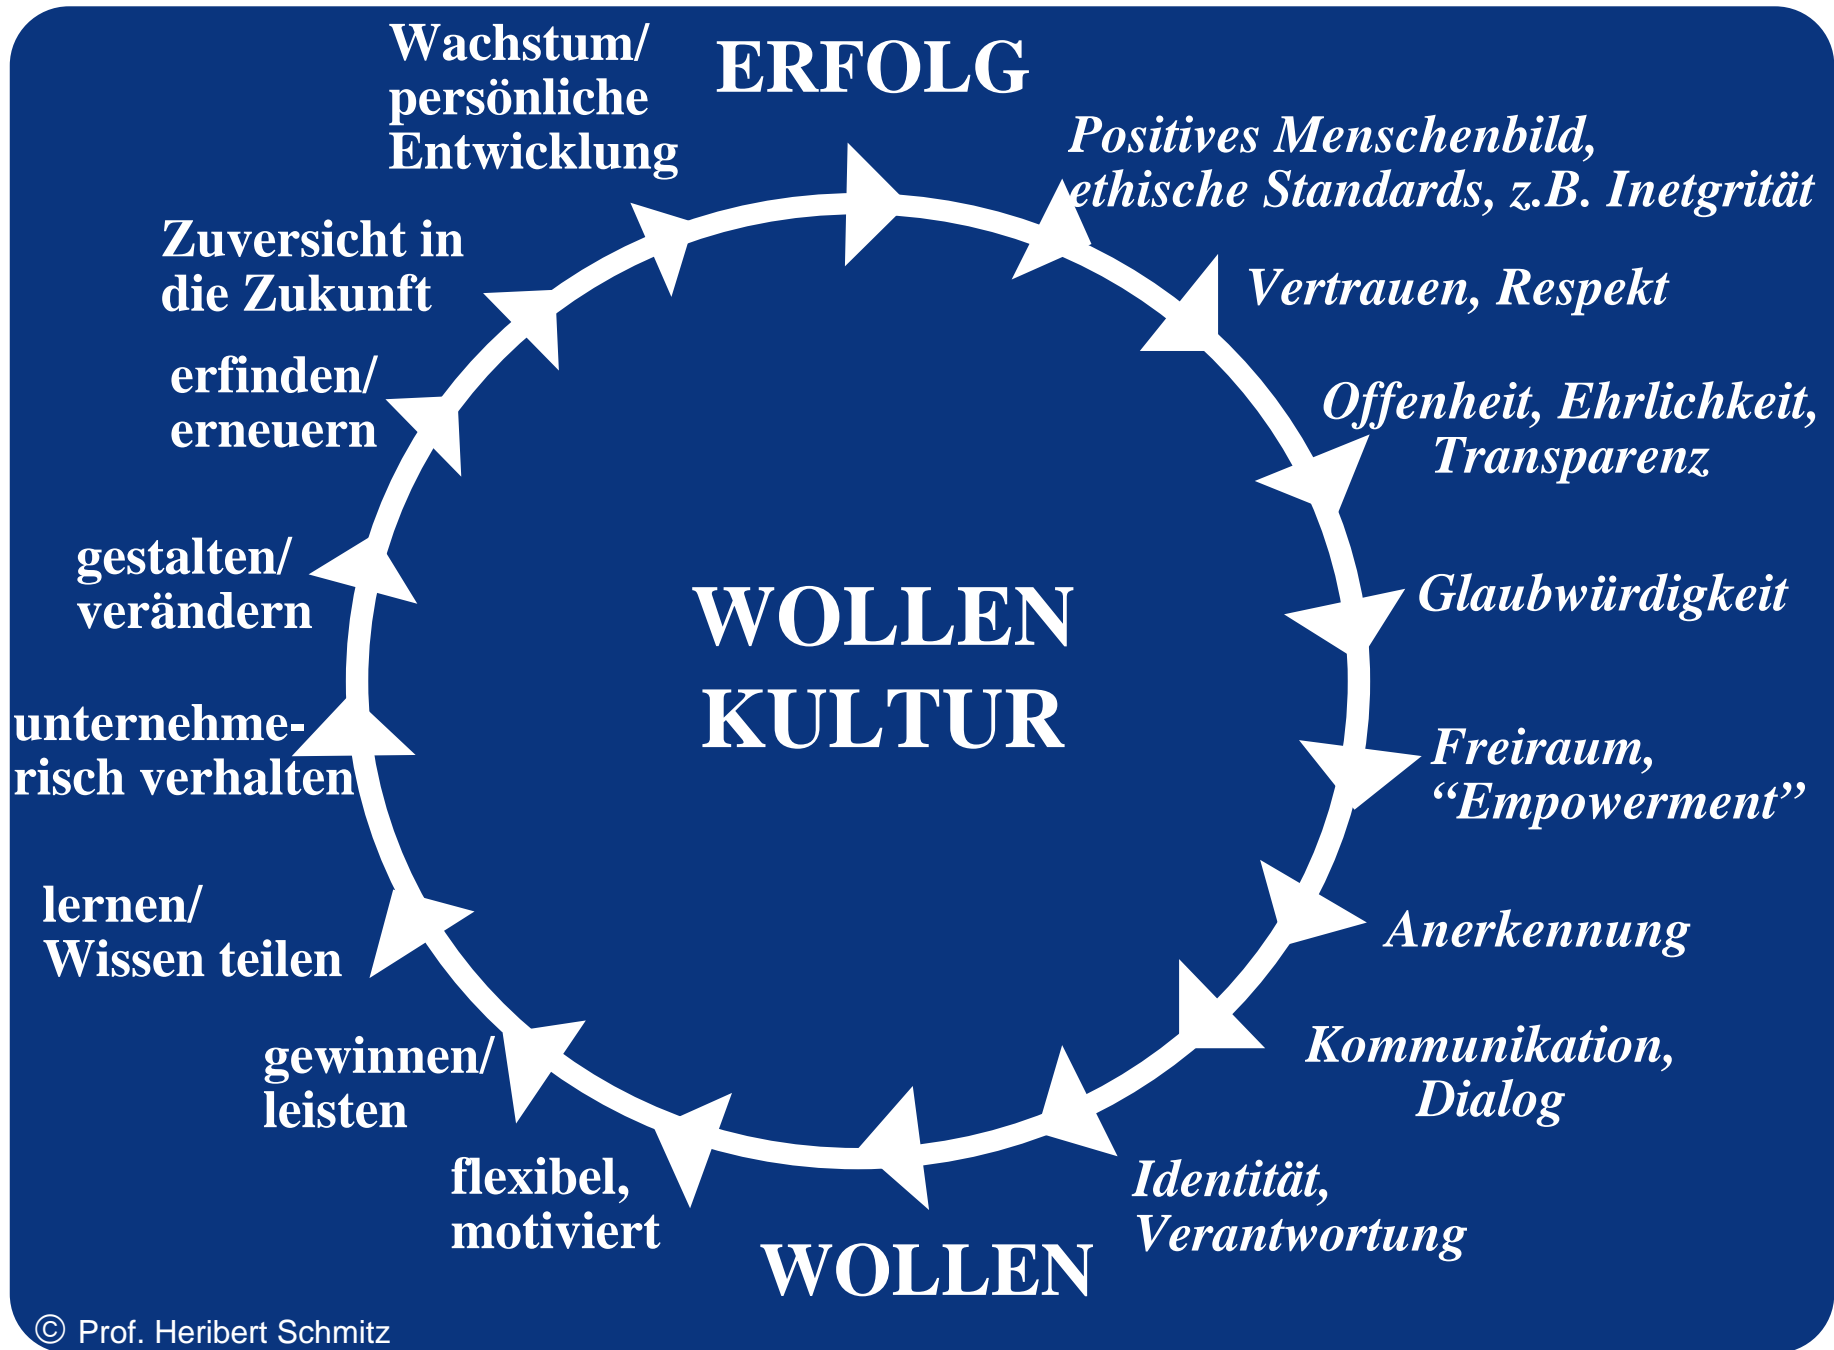 ERFOLG
Positives Menschenbild,
ethische Standards, z.B. Inetgrität
Vertrauen, Respekt
Offenheit, Ehrlichkeit,
Transparenz
Glaubwürdigkeit
Freiraum,
“Empowerment”
Anerkennung
Kommunikation,
Dialog
Identität,
Verantwortung
WOLLEN
flexibel,
motiviert
gewinnen/
leisten
lernen/
Wissen teilen
unternehme-
risch verhalten
gestalten/
verändern
erfinden/
erneuern
Zuversicht in
die Zukunft
Wachstum/
persönliche
Entwicklung
WOLLEN
KULTUR
© Prof. Heribert Schmitz